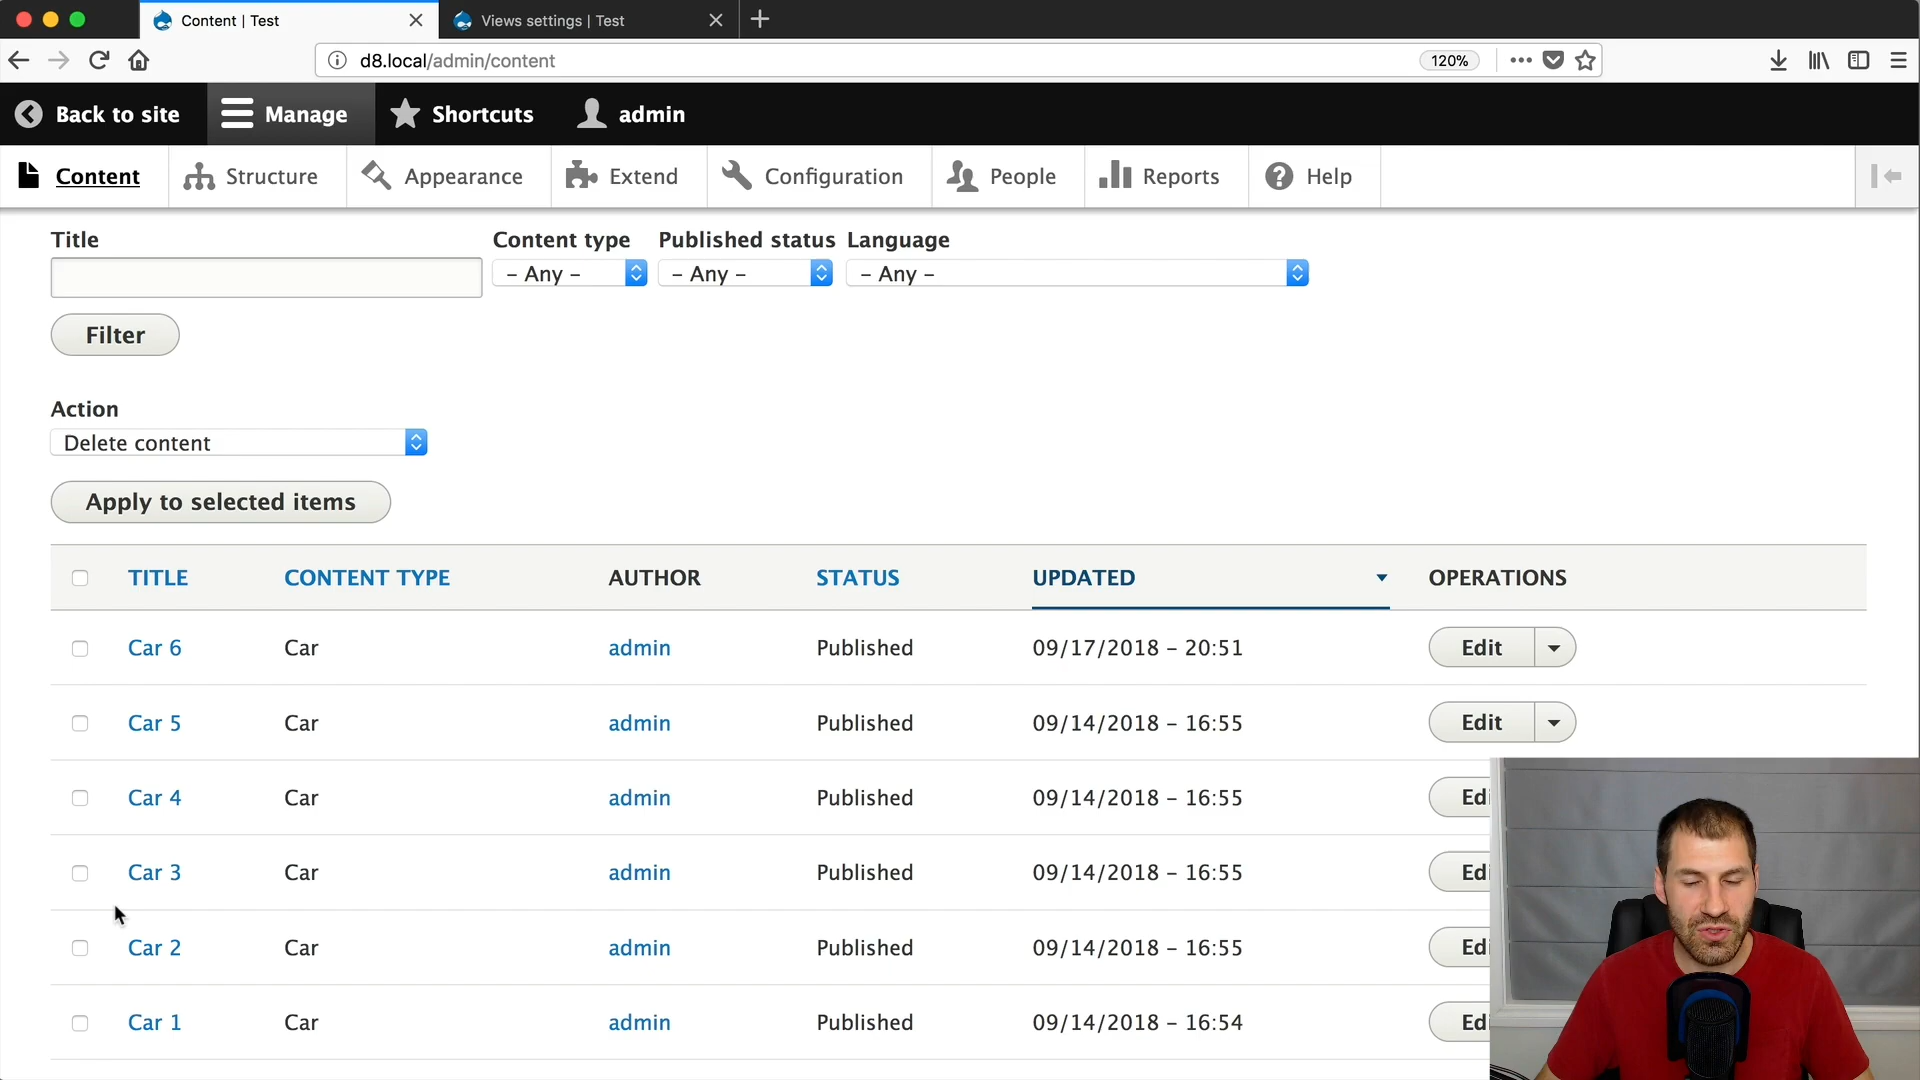 Content | Test
Views settings | Test
d8.local/admin/content
120%
Back to site
Manage
Shortcuts
admin
Content
Structure
Appearance
Extend
Configuration
People
Reports
Help
Title
Content type
Published status
Language
– Any –
– Any –
– Any –
Filter
Action
Delete content
Apply to selected items
TITLE CONTENT TYPE AUTHOR STATUS UPDATED OPERATIONS
Car 6 Car admin Published 09/17/2018 – 20:51 Edit
Car 5 Car admin Published 09/14/2018 – 16:55 Edit
Car 4 Car admin Published 09/14/2018 – 16:55 Edi
Car 3 Car admin Published 09/14/2018 – 16:55 Edi
Car 2 Car admin Published 09/14/2018 – 16:55 Edi
Car 1 Car admin Published 09/14/2018 – 16:54 Edi